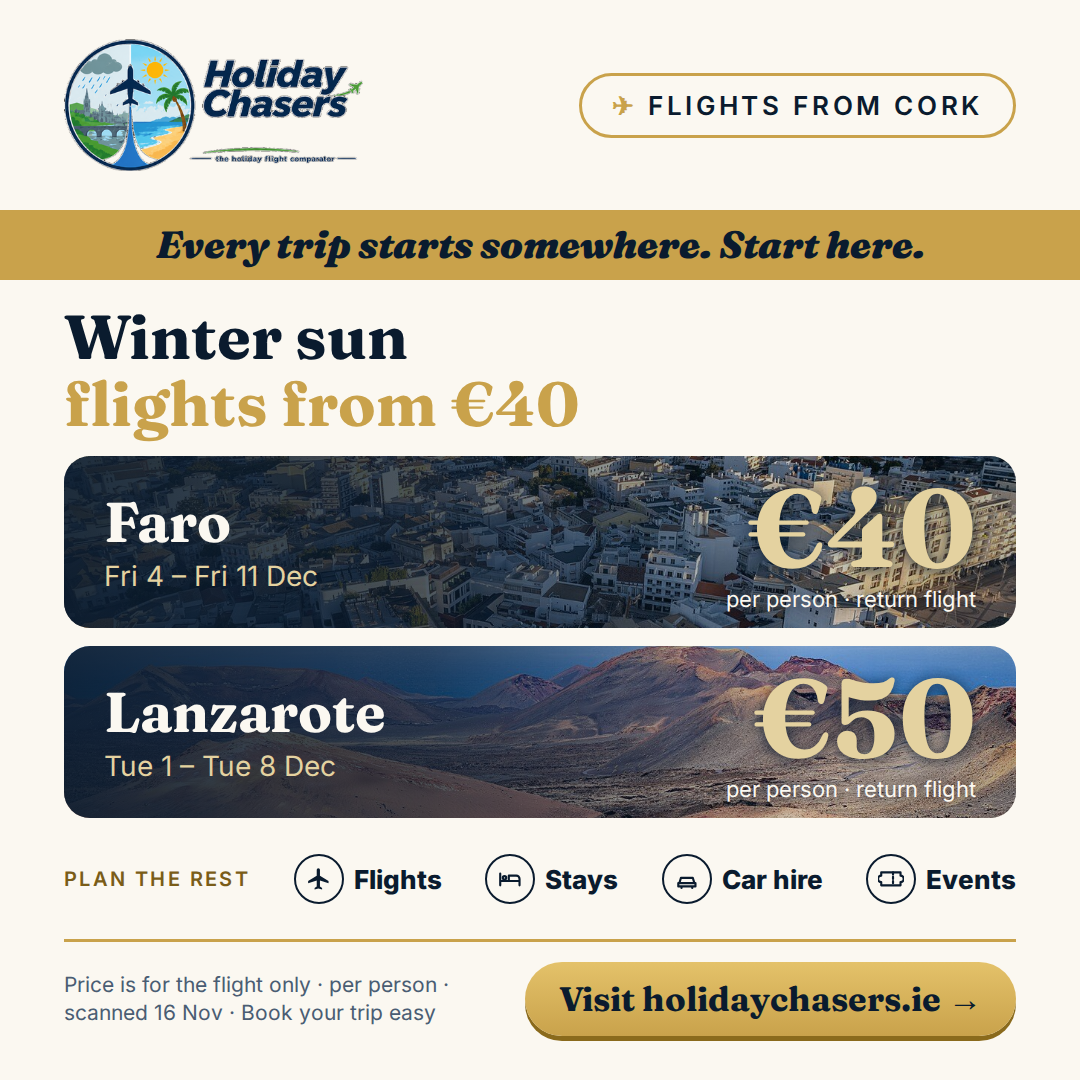 Holiday
Chasers
the holiday flight comparator
✈ FLIGHTS FROM CORK
Every trip starts somewhere. Start here.
Winter sun
flights from €40
Faro
Fri 4 – Fri 11 Dec
€40
per person · return flight
Lanzarote
Tue 1 – Tue 8 Dec
€50
per person · return flight
PLAN THE REST
Flights
Stays
Car hire
Events
Price is for the flight only · per person ·
scanned 16 Nov · Book your trip easy
Visit holidaychasers.ie →